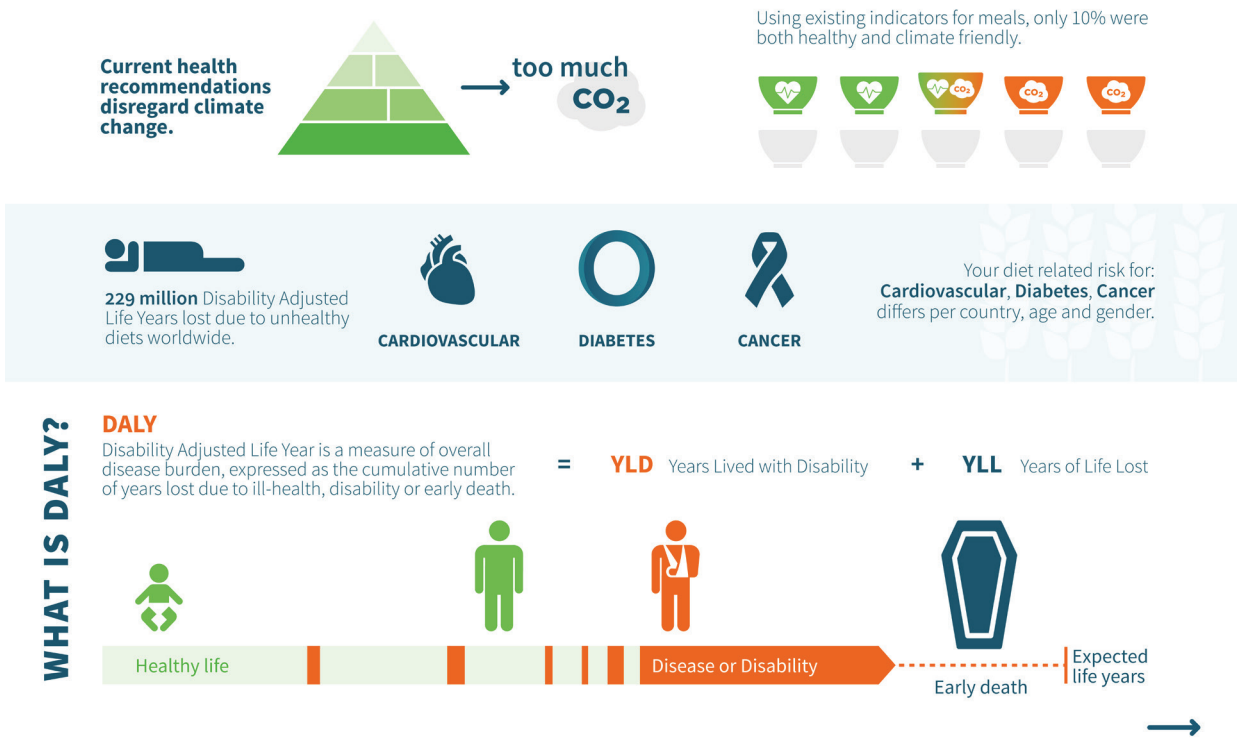 Current health
recommendations
disregard climate
change.
too much
CO₂
Using existing indicators for meals, only 10% were
both healthy and climate friendly.
CO₂
CO₂
CO₂
229 million Disability Adjusted
Life Years lost due to unhealthy
diets worldwide.
CARDIOVASCULAR
DIABETES
CANCER
Your diet related risk for:
Cardiovascular, Diabetes, Cancer
differs per country, age and gender.
WHAT IS DALY?
DALY
Disability Adjusted Life Year is a measure of overall
disease burden, expressed as the cumulative number
of years lost due to ill-health, disability or early death.
= YLD Years Lived with Disability + YLL Years of Life Lost
Healthy life
Disease or Disability
Early death
Expected
life years